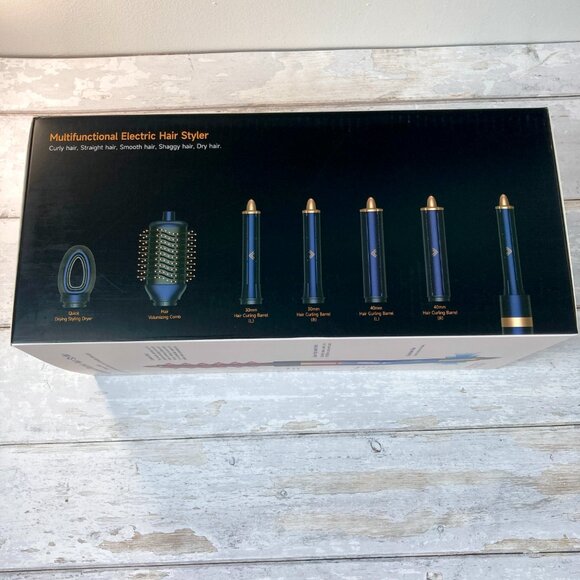 Multifunctional Electric Hair Styler
Curly hair, Straight hair, Smooth hair, Shaggy hair, Dry hair.
Quick
Drying Styling Dryer
Hair
Volumizing Comb
30mm
Hair Curling Barrel
(L)
30mm
Hair Curling Barrel
(R)
40mm
Hair Curling Barrel
(L)
40mm
Hair Curling Barrel
(R)